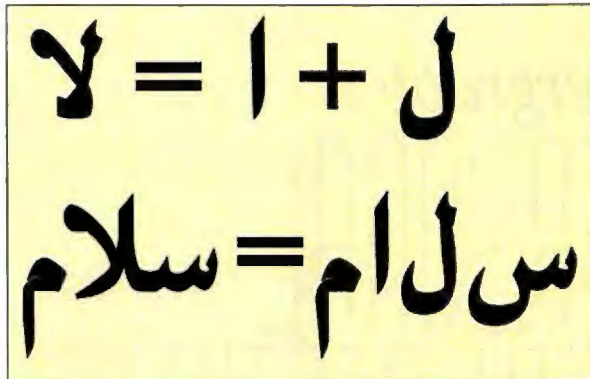 ل + ا = لا
س ل ا م = سلام